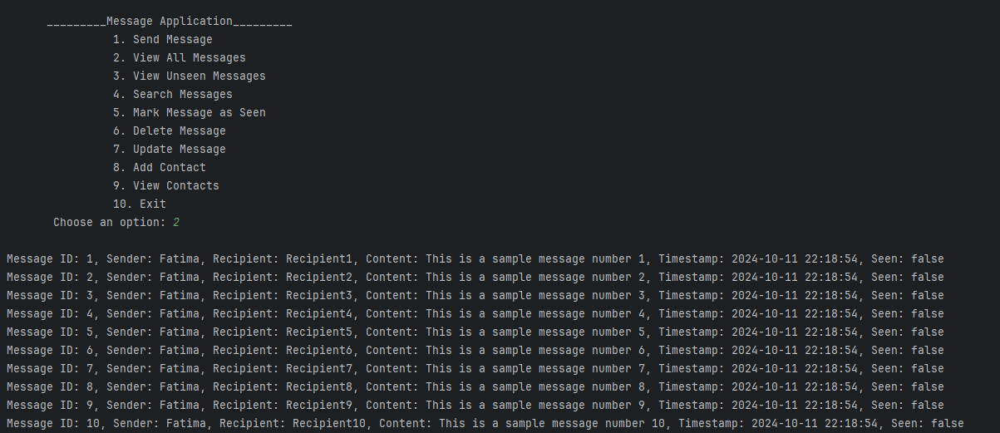 _________Message Application_________
1. Send Message
2. View All Messages
3. View Unseen Messages
4. Search Messages
5. Mark Message as Seen
6. Delete Message
7. Update Message
8. Add Contact
9. View Contacts
10. Exit
Choose an option: 2
Message ID: 1, Sender: Fatima, Recipient: Recipient1, Content: This is a sample message number 1, Timestamp: 2024-10-11 22:18:54, Seen: false
Message ID: 2, Sender: Fatima, Recipient: Recipient2, Content: This is a sample message number 2, Timestamp: 2024-10-11 22:18:54, Seen: false
Message ID: 3, Sender: Fatima, Recipient: Recipient3, Content: This is a sample message number 3, Timestamp: 2024-10-11 22:18:54, Seen: false
Message ID: 4, Sender: Fatima, Recipient: Recipient4, Content: This is a sample message number 4, Timestamp: 2024-10-11 22:18:54, Seen: false
Message ID: 5, Sender: Fatima, Recipient: Recipient5, Content: This is a sample message number 5, Timestamp: 2024-10-11 22:18:54, Seen: false
Message ID: 6, Sender: Fatima, Recipient: Recipient6, Content: This is a sample message number 6, Timestamp: 2024-10-11 22:18:54, Seen: false
Message ID: 7, Sender: Fatima, Recipient: Recipient7, Content: This is a sample message number 7, Timestamp: 2024-10-11 22:18:54, Seen: false
Message ID: 8, Sender: Fatima, Recipient: Recipient8, Content: This is a sample message number 8, Timestamp: 2024-10-11 22:18:54, Seen: false
Message ID: 9, Sender: Fatima, Recipient: Recipient9, Content: This is a sample message number 9, Timestamp: 2024-10-11 22:18:54, Seen: false
Message ID: 10, Sender: Fatima, Recipient: Recipient10, Content: This is a sample message number 10, Timestamp: 2024-10-11 22:18:54, Seen: false